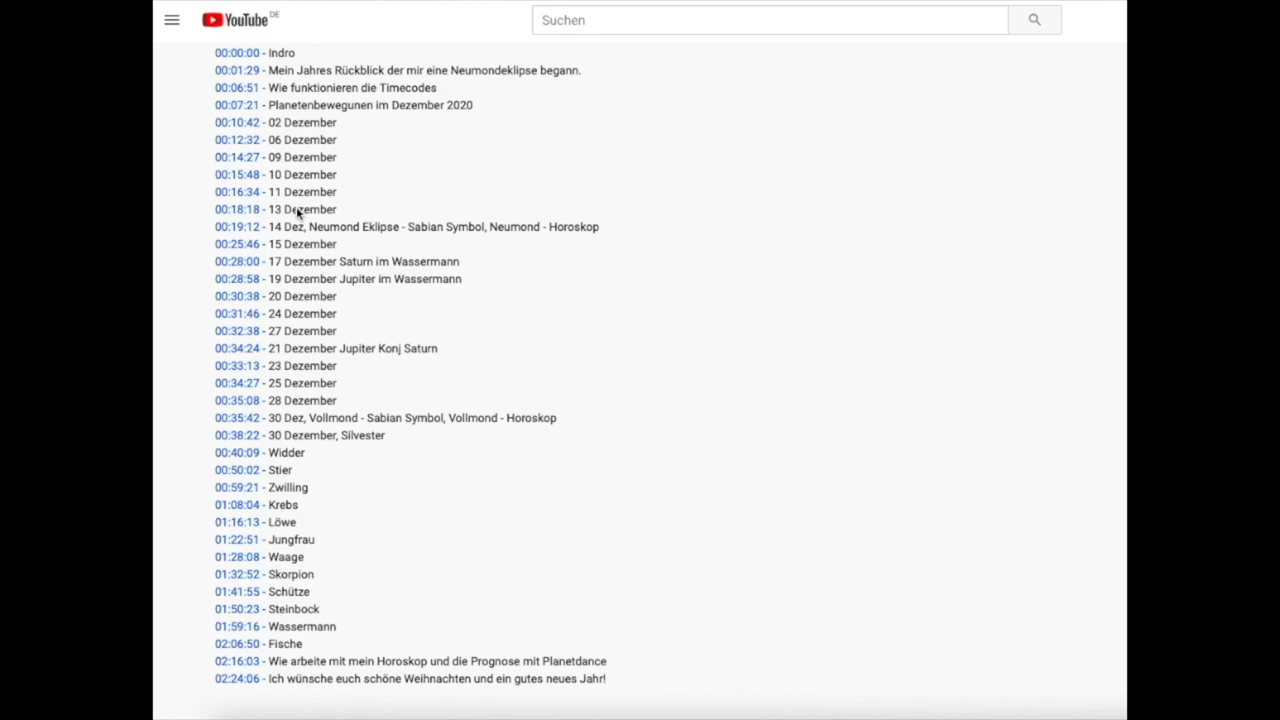 YouTube DE
Suchen
00:00:00 - Indro
00:01:29 - Mein Jahres Rückblick der mir eine Neumondeklipse begann.
00:06:51 - Wie funktionieren die Timecodes
00:07:21 - Planetenbewegunen im Dezember 2020
00:10:42 - 02 Dezember
00:12:32 - 06 Dezember
00:14:27 - 09 Dezember
00:15:48 - 10 Dezember
00:16:34 - 11 Dezember
00:18:18 - 13 Dezember
00:19:12 - 14 Dez, Neumond Eklipse - Sabian Symbol, Neumond - Horoskop
00:25:46 - 15 Dezember
00:28:00 - 17 Dezember Saturn im Wassermann
00:28:58 - 19 Dezember Jupiter im Wassermann
00:30:38 - 20 Dezember
00:31:46 - 24 Dezember
00:32:38 - 27 Dezember
00:34:24 - 21 Dezember Jupiter Konj Saturn
00:33:13 - 23 Dezember
00:34:27 - 25 Dezember
00:35:08 - 28 Dezember
00:35:42 - 30 Dez, Vollmond - Sabian Symbol, Vollmond - Horoskop
00:38:22 - 30 Dezember, Silvester
00:40:09 - Widder
00:50:02 - Stier
00:59:21 - Zwilling
01:08:04 - Krebs
01:16:13 - Löwe
01:22:51 - Jungfrau
01:28:08 - Waage
01:32:52 - Skorpion
01:41:55 - Schütze
01:50:23 - Steinbock
01:59:16 - Wassermann
02:06:50 - Fische
02:16:03 - Wie arbeite mit mein Horoskop und die Prognose mit Planetdance
02:24:06 - Ich wünsche euch schöne Weihnachten und ein gutes neues Jahr!